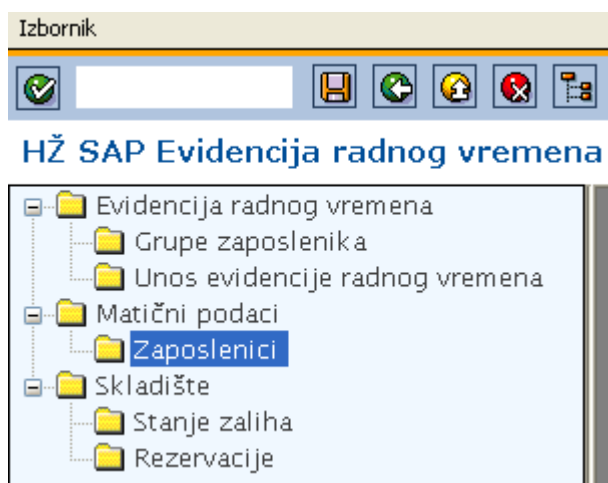 Izbornik
HŽ SAP Evidencija radnog vremena
Evidencija radnog vremena
Grupe zaposlenika
Unos evidencije radnog vremena
Matični podaci
Zaposlenici
Skladište
Stanje zaliha
Rezervacije